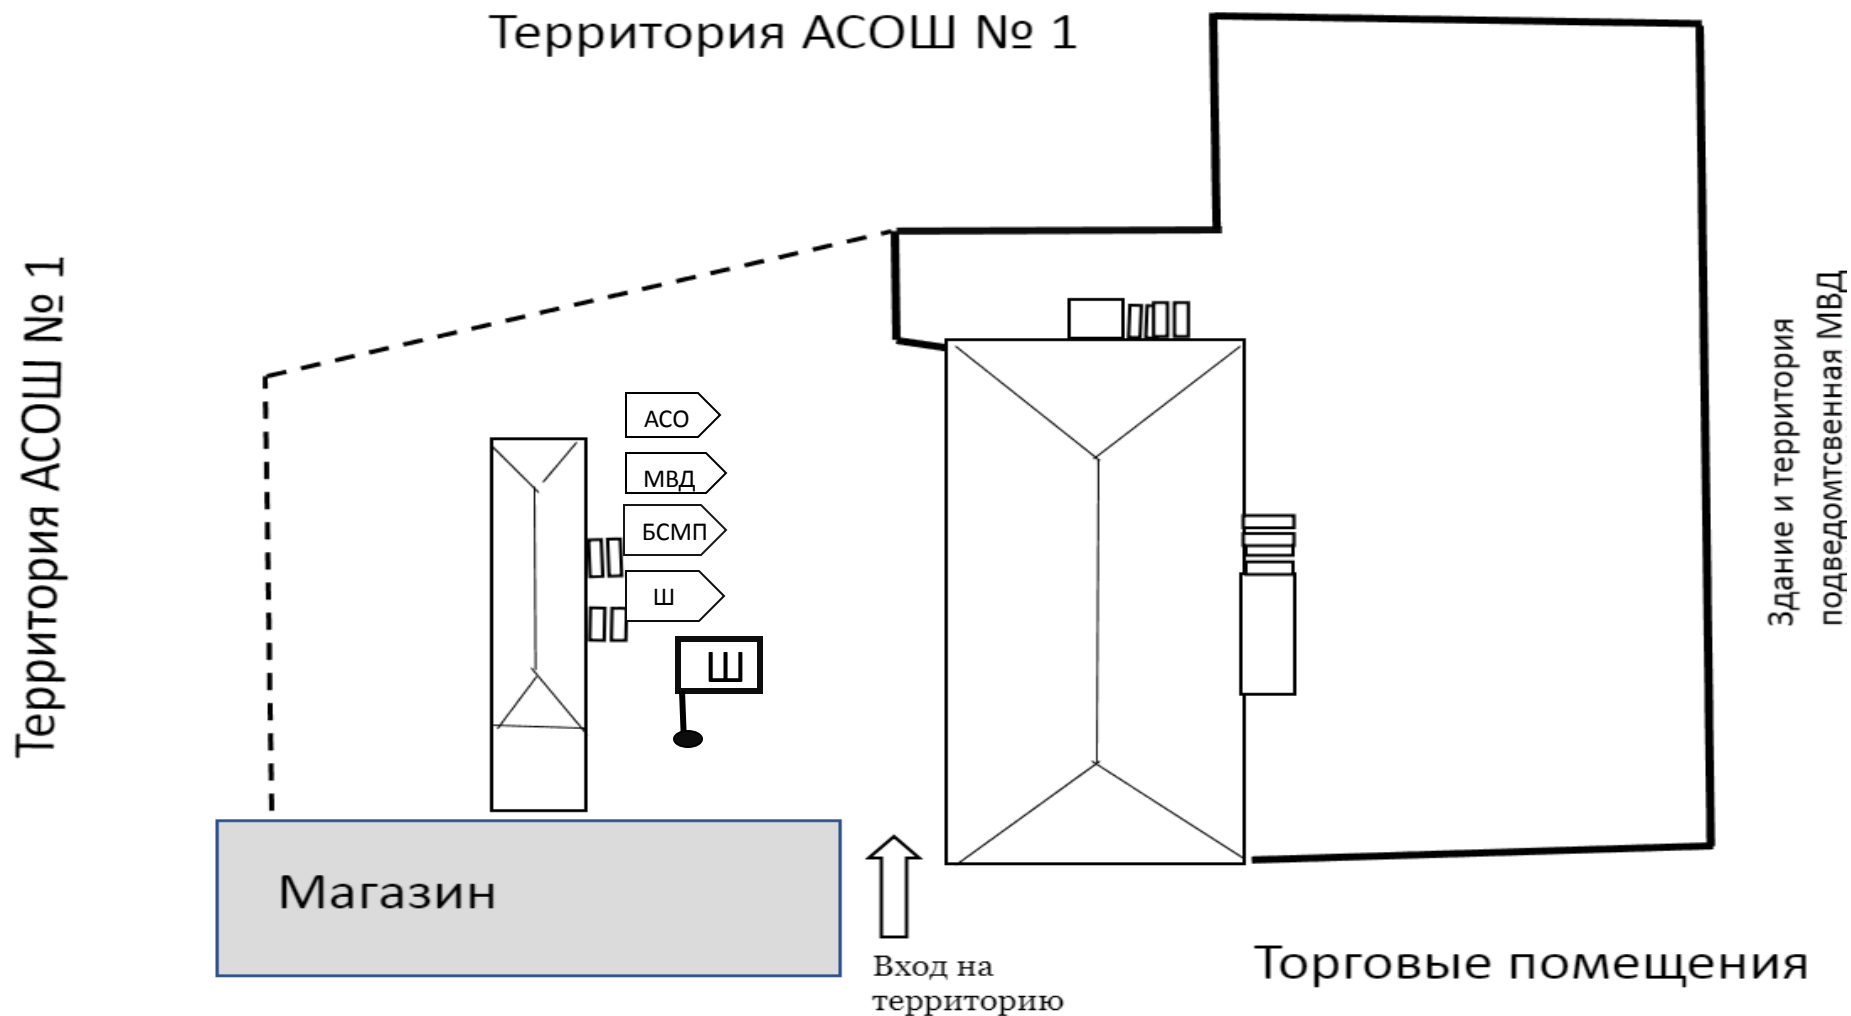 Территория АСОШ № 1
Территория АСОШ № 1
АСО
МВД
БСМП
Ш
Ш
Здание и территория
подведомтсвенная МВД
Магазин
Вход на
территорию
Торговые помещения